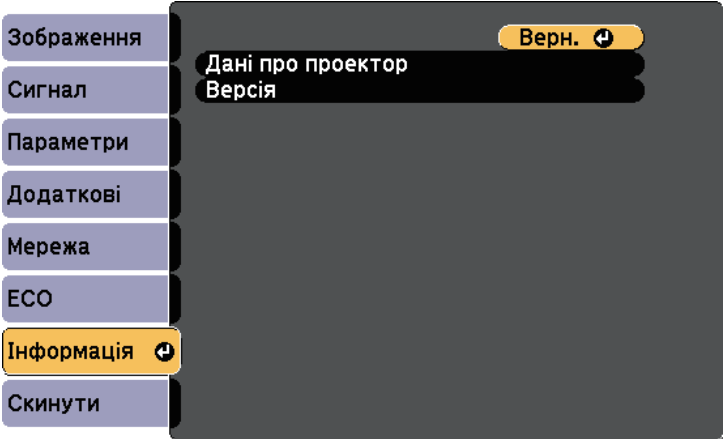 Зображення
Сигнал
Параметри
Додаткові
Мережа
ECO
Інформація
Скинути
Верн.
Дані про проектор
Версія